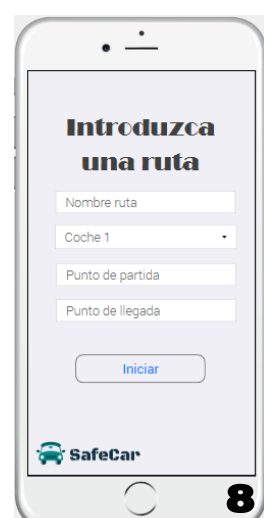 Introduzca
una ruta
Nombre ruta
Coche 1
Punto de partida
Punto de llegada
Iniciar
SafeCar
8